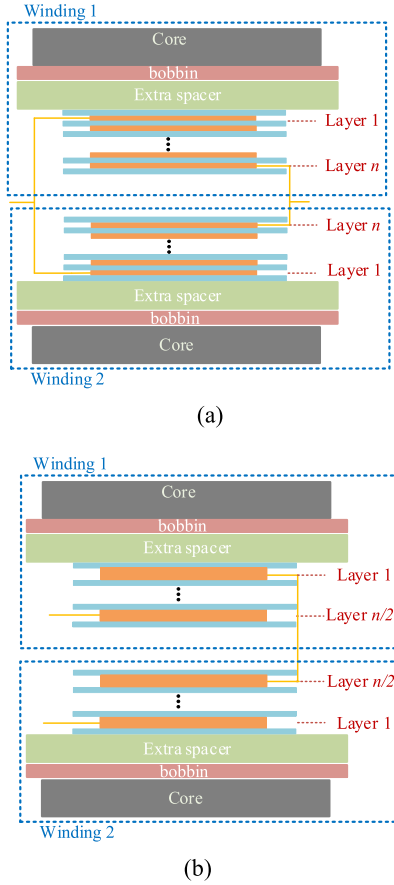 Winding 1
Core
bobbin
Extra spacer
Layer 1
Layer n
Layer n
Layer 1
Extra spacer
bobbin
Core
Winding 2
(a)
Winding 1
Core
bobbin
Extra spacer
Layer 1
Layer n/2
Layer n/2
Layer 1
Extra spacer
bobbin
Core
Winding 2
(b)